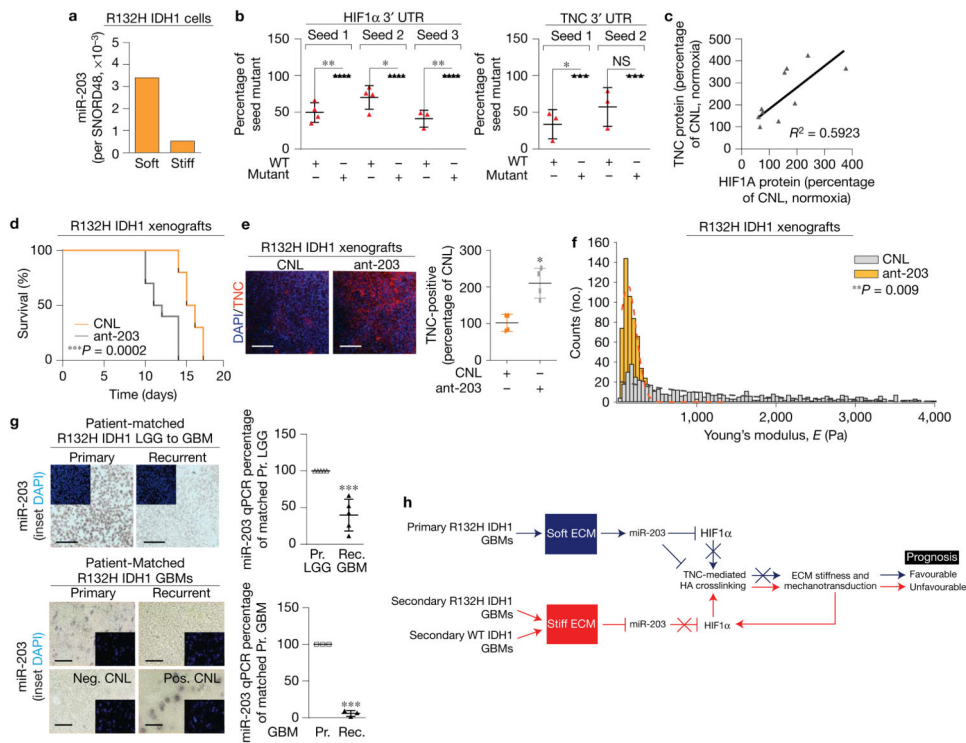 a
R132H IDH1 cells
miR-203
(per SNORD48, ×10⁻³)
5
4
3
2
1
0
Soft
Stiff
b
HIF1α 3′ UTR
Seed 1
Seed 2
Seed 3
Percentage of
seed mutant
150
100
50
0
**
*
**
WT + – + – + –
Mutant – + – + – +
TNC 3′ UTR
Seed 1
Seed 2
Percentage of
seed mutant
150
100
50
0
*
NS
WT + – + –
Mutant – + – +
c
TNC protein (percentage
of CNL, normoxia)
500
400
300
200
100
0
0 100 200 300 400
R² = 0.5923
HIF1A protein (percentage
of CNL, normoxia)
d
R132H IDH1 xenografts
Survival (%)
100
50
0
CNL
ant-203
***P = 0.0002
0 10 15 20
Time (days)
e
R132H IDH1 xenografts
CNL
ant-203
DAPI/TNC
TNC-positive
(percentage of CNL)
300
200
100
0
*
CNL + –
ant-203 – +
f
R132H IDH1 xenografts
CNL
ant-203
**P = 0.009
Counts (no.)
160
140
120
100
80
60
40
20
0
1,000 2,000 3,000 4,000
Young's modulus, E (Pa)
g
Patient-matched
R132H IDH1 LGG to GBM
Primary
Recurrent
miR-203
(inset DAPI)
miR-203 qPCR percentage
of matched Pr. LGG
150
100
50
0
***
Pr.
LGG
Rec.
GBM
Patient-Matched
R132H IDH1 GBMs
Primary
Recurrent
miR-203
(inset DAPI)
Neg. CNL
Pos. CNL
miR-203 qPCR percentage
of matched Pr. GBM
150
100
50
0
***
GBM Pr. Rec.
h
Primary R132H IDH1
GBMs
Soft ECM
miR-203
HIF1α
TNC-mediated
HA crosslinking
ECM stiffness and
mechanotransduction
Prognosis
Favourable
Unfavourable
Secondary R132H IDH1
GBMs
Secondary WT IDH1
GBMs
Stiff ECM
miR-203
HIF1α